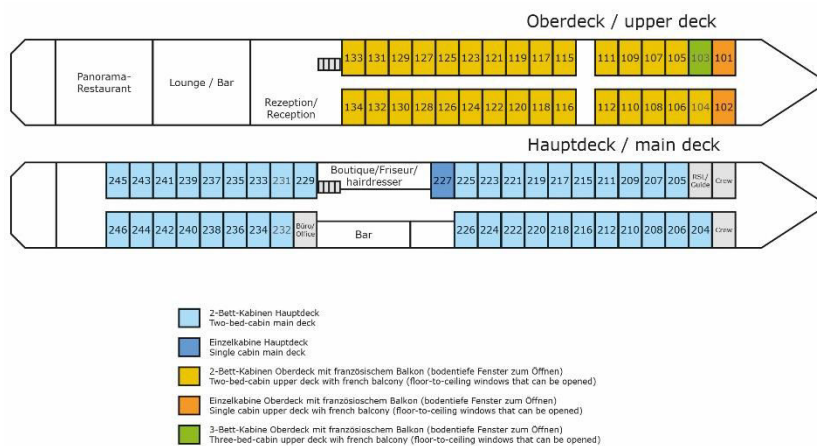 Oberdeck / upper deck
133 131 129 127 125 123 121 119 117 115 111 109 107 105 103 101
Panorama-
Restaurant
Lounge / Bar
Rezeption/
Reception
134 132 130 128 126 124 122 120 118 116 112 110 108 106 104 102
Hauptdeck / main deck
245 243 241 239 237 235 233 231 229
Boutique/Friseur/
hairdresser
227 225 223 221 219 217 215 211 209 207 205
RSL/
Guide
Crew
246 244 242 240 238 236 234 232
Büro/
Office
Bar
226 224 222 220 218 216 212 210 208 206 204
Crew
2-Bett-Kabinen Hauptdeck
Two-bed-cabin main deck
Einzelkabine Hauptdeck
Single cabin main deck
2-Bett-Kabinen Oberdeck mit französischem Balkon (bodentiefe Fenster zum Öffnen)
Two-bed-cabin upper deck with french balcony (floor-to-ceiling windows that can be opened)
Einzelkabine Oberdeck mit französischem Balkon (bodentiefe Fenster zum Öffnen)
Single cabin upper deck wih french balcony (floor-to-ceiling windows that can be opened)
3-Bett-Kabine Oberdeck mit französischem Balkon (bodentiefe Fenster zum Öffnen)
Three-bed-cabin upper deck wih french balcony (floor-to-ceiling windows that can be opened)